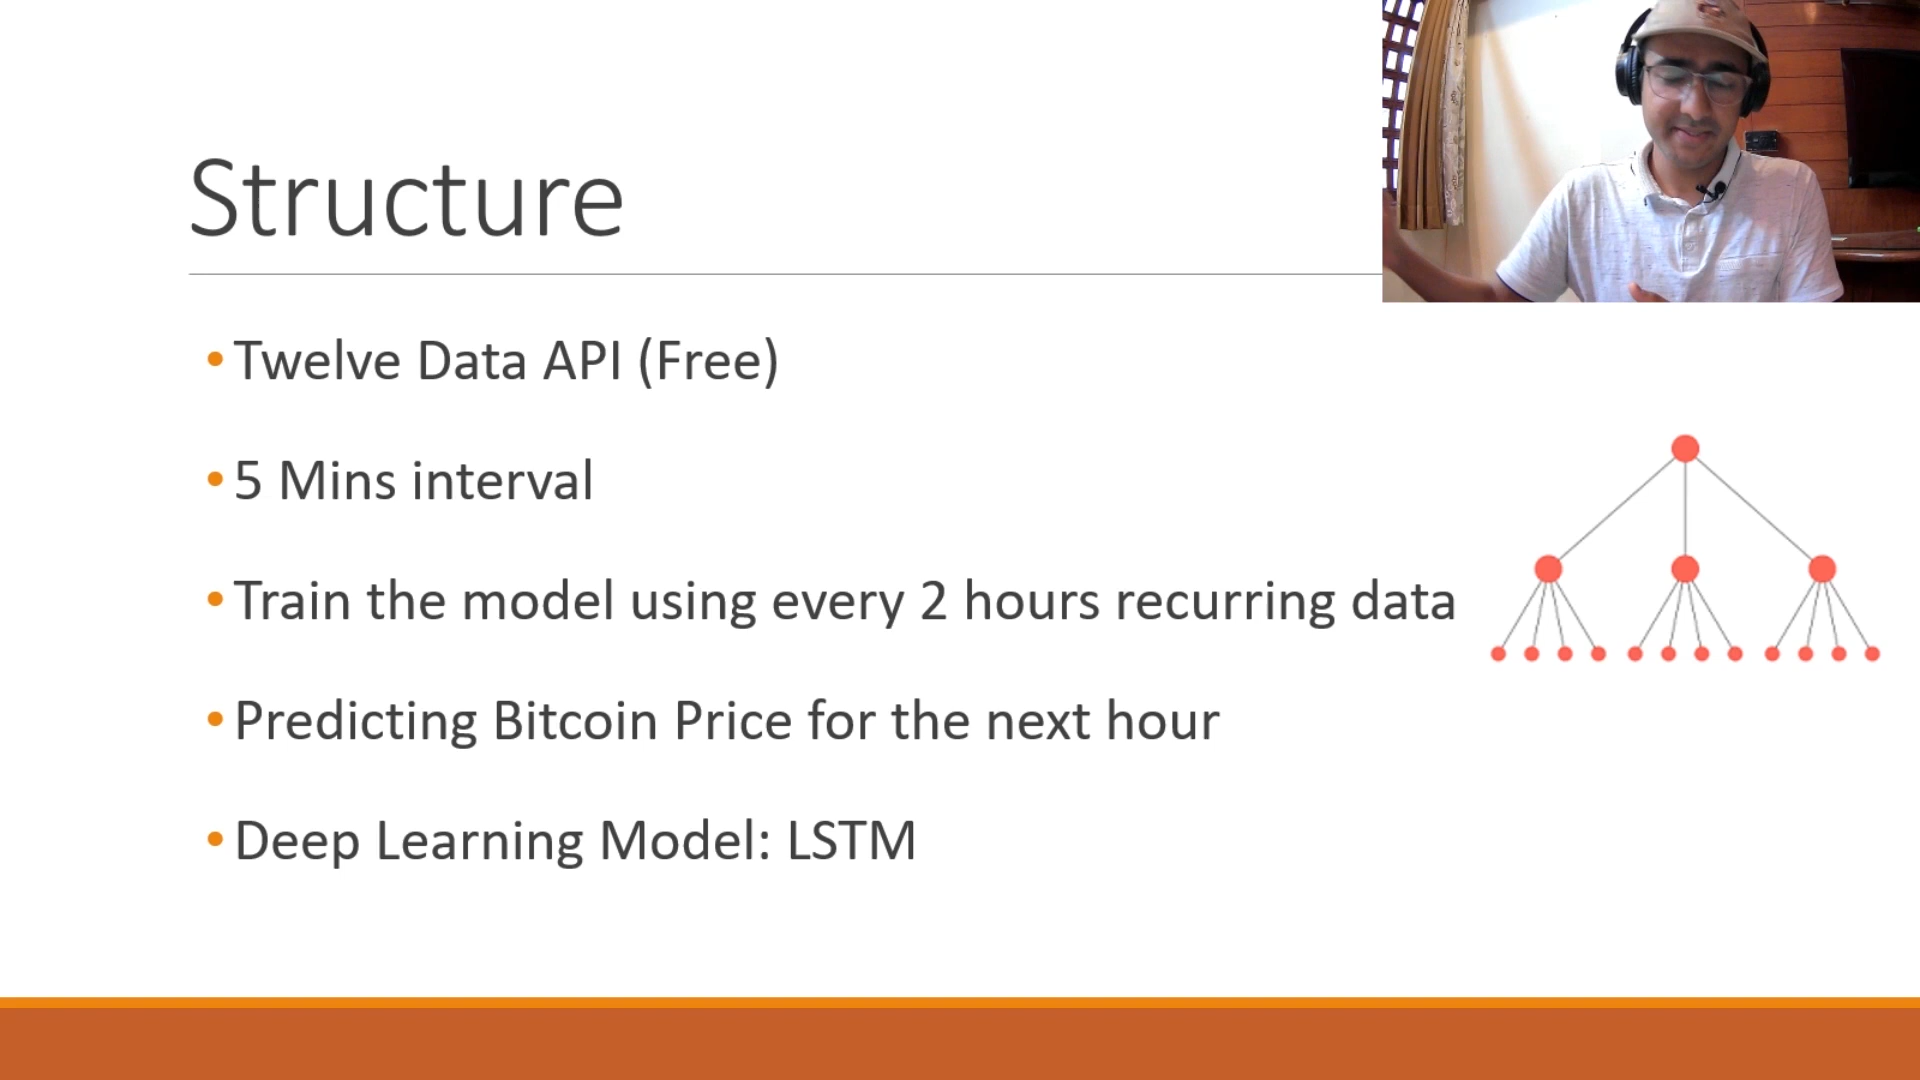 Structure
• Twelve Data API (Free)
• 5 Mins interval
• Train the model using every 2 hours recurring data
• Predicting Bitcoin Price for the next hour
• Deep Learning Model: LSTM